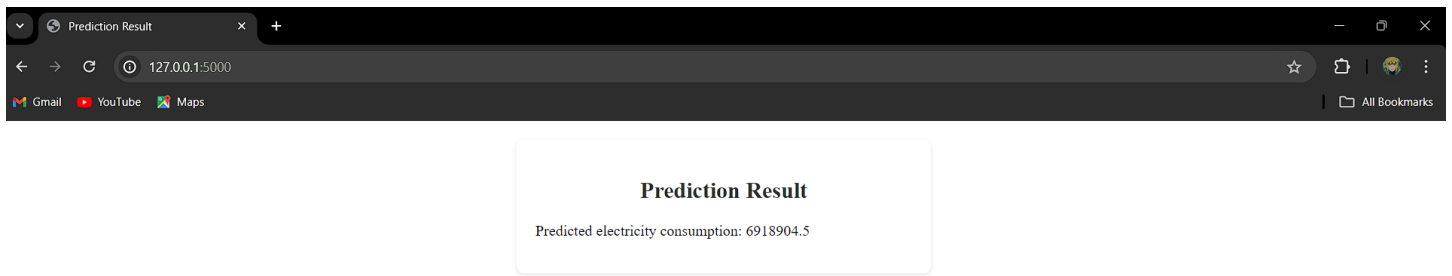 Prediction Result
127.0.0.1:5000
Gmail YouTube Maps All Bookmarks
Prediction Result
Predicted electricity consumption: 6918904.5